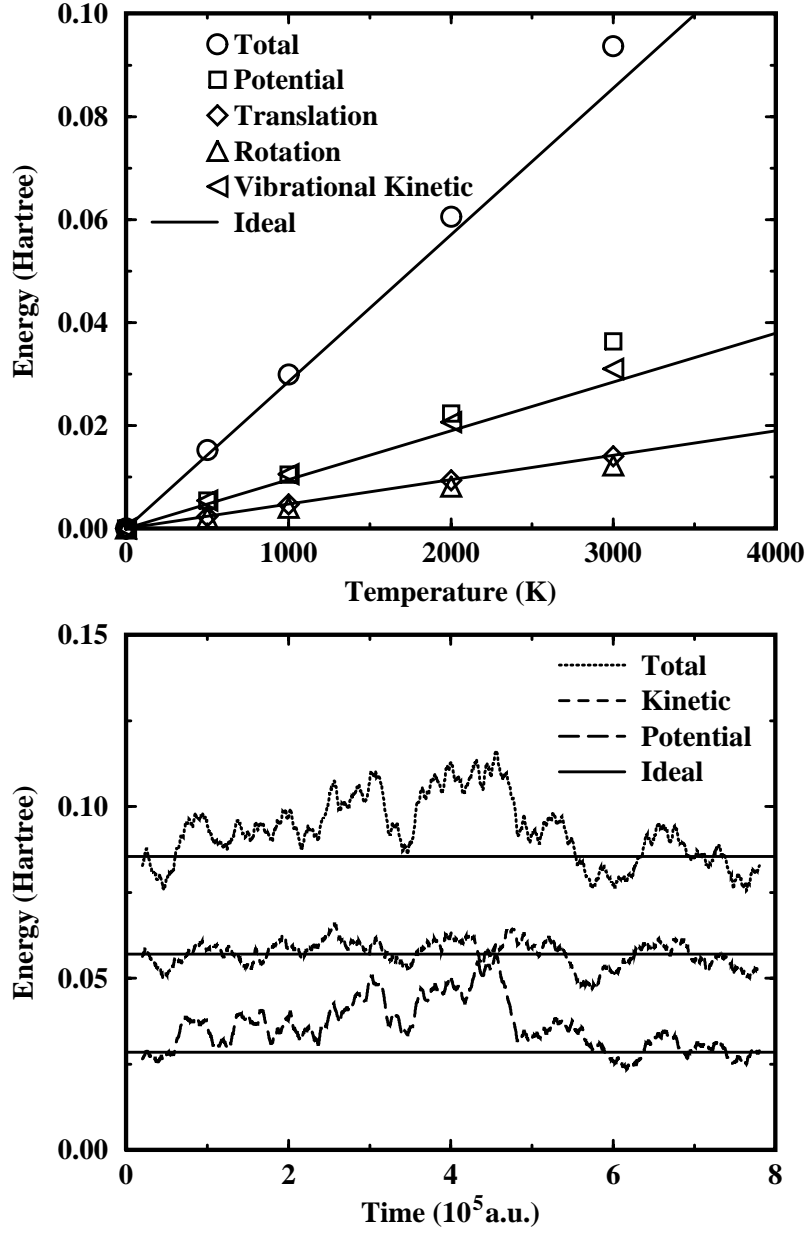 0.10
Total
Potential
Translation
Rotation
Vibrational Kinetic
Ideal
0.08
0.06
0.04
0.02
0.00
Energy (Hartree)
0 1000 2000 3000 4000
Temperature (K)
0.15
Total
Kinetic
Potential
Ideal
0.10
0.05
0.00
Energy (Hartree)
0 2 4 6 8
Time (10⁵a.u.)